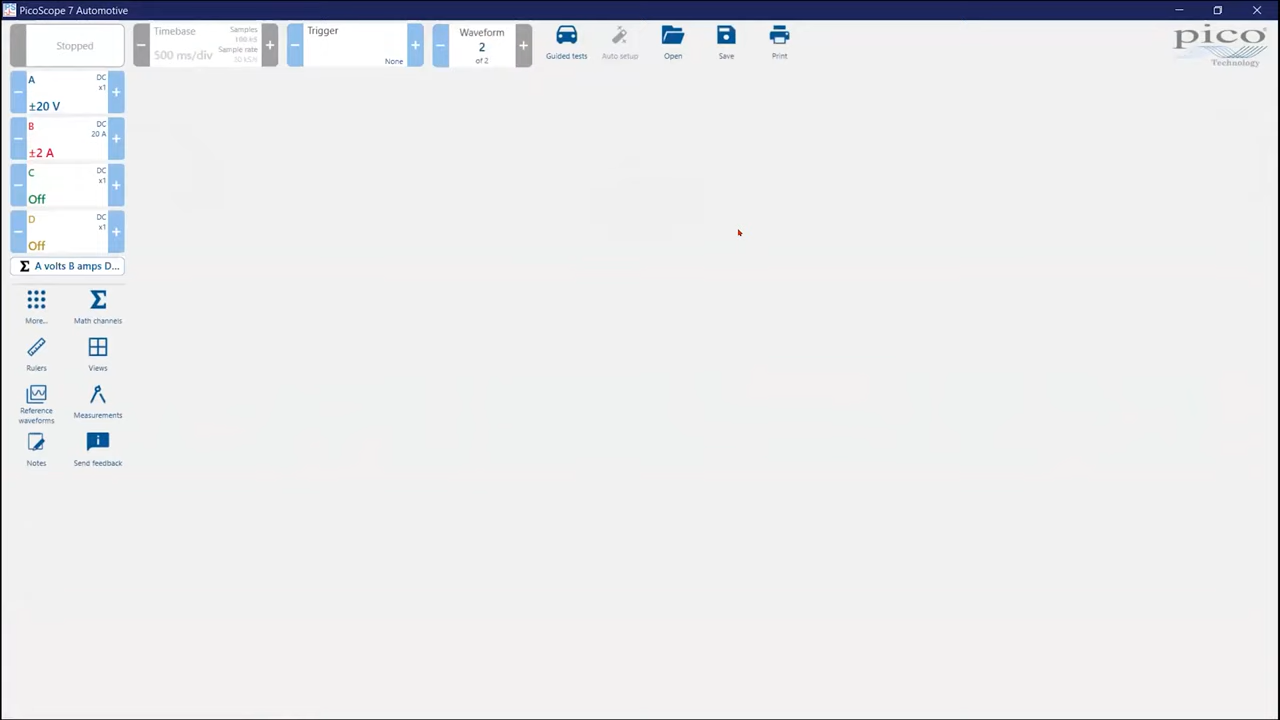 PicoScope 7 Automotive
Stopped
Timebase
500 ms/div
Samples
100 kS
Sample rate
Trigger
None
Waveform
2
of 2
Guided tests
Auto setup
Open
Save
Print
pico
Technology
A
DC
x1
±20 V
B
DC
20 A
±2 A
C
DC
x1
Off
D
DC
x1
Off
Σ A volts B amps D...
More...
Σ
Math channels
Rulers
Views
Reference
waveforms
Measurements
Notes
Send feedback